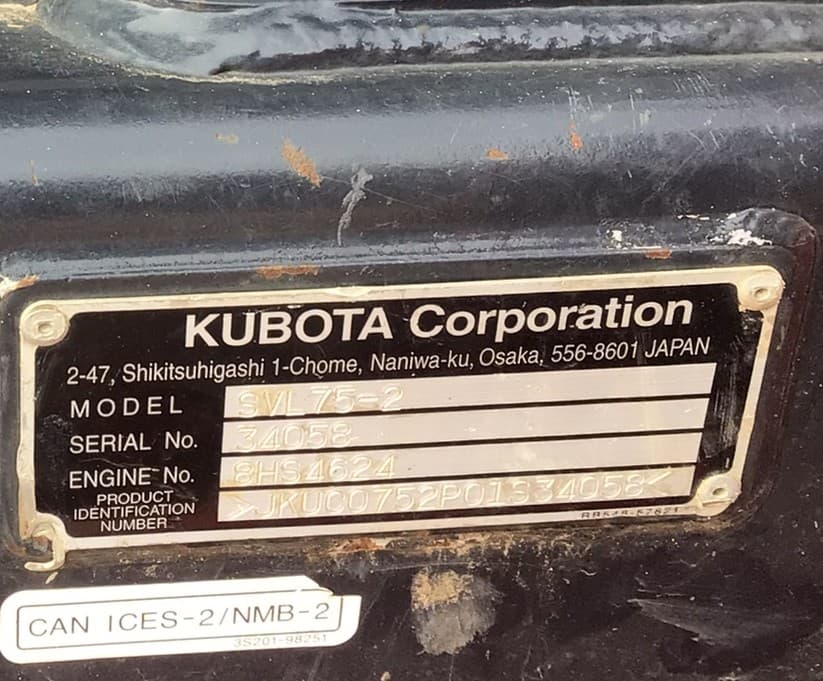 KUBOTA Corporation
2-47, Shikitsuhigashi 1-Chome, Naniwa-ku, Osaka, 556-8601 JAPAN
MODEL SVL75-2
SERIAL No. 34058
ENGINE No. 8HS4624
PRODUCT IDENTIFICATION NUMBER >JKUC0752P01S34058<
CAN ICES-2/NMB-2
3S201-98251